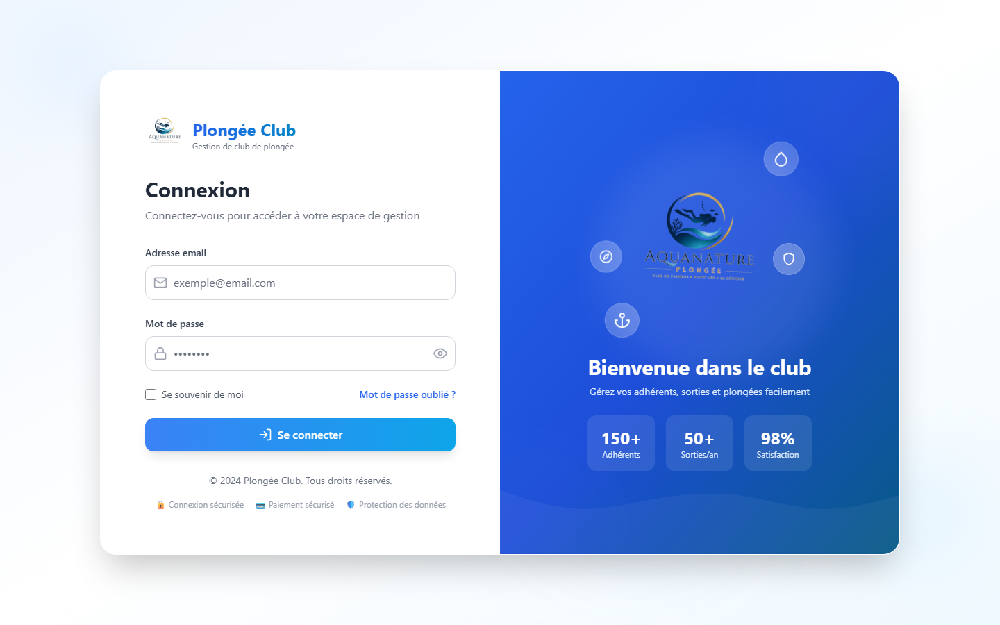 AQUANATURE
Plongée Club
Gestion de club de plongée
Connexion
Connectez-vous pour accéder à votre espace de gestion
Adresse email
exemple@email.com
Mot de passe
••••••••
Se souvenir de moi
Mot de passe oublié ?
Se connecter
© 2024 Plongée Club. Tous droits réservés.
Connexion sécurisée
Paiement sécurisé
Protection des données
AQUANATURE
PLONGÉE
Bienvenue dans le club
Gérez vos adhérents, sorties et plongées facilement
150+
Adhérents
50+
Sorties/an
98%
Satisfaction